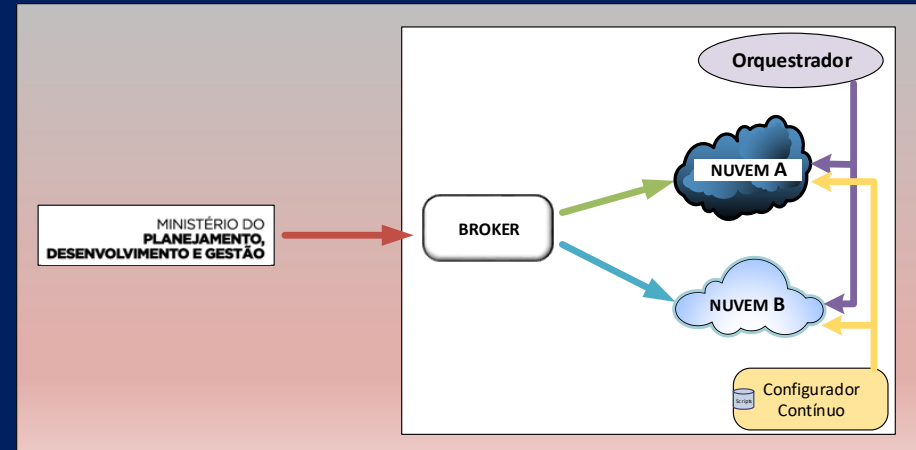 Orquestrador
NUVEM A
MINISTÉRIO DO
PLANEJAMENTO,
DESENVOLVIMENTO E GESTÃO
BROKER
NUVEM B
Scripts
Configurador
Contínuo